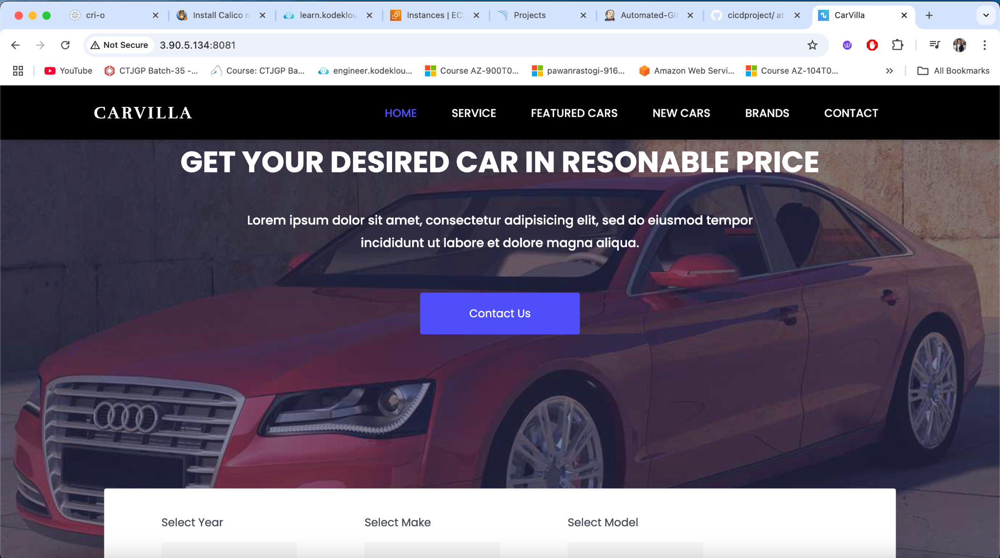 cri-o
Install Calico n
learn.kodeklou
Instances | EC2
Projects
Automated-Git
cicdproject/ at
CarVilla
Not Secure
3.90.5.134:8081
YouTube
CTJGP Batch-35 -...
Course: CTJGP Ba...
engineer.kodeklou...
Course AZ-900T0...
pawanrastogi-916...
Amazon Web Servi...
Course AZ-104T0...
All Bookmarks
CARVILLA
HOME
SERVICE
FEATURED CARS
NEW CARS
BRANDS
CONTACT
GET YOUR DESIRED CAR IN RESONABLE PRICE
Lorem ipsum dolor sit amet, consectetur adipisicing elit, sed do eiusmod tempor
incididunt ut labore et dolore magna aliqua.
Contact Us
Select Year
Select Make
Select Model